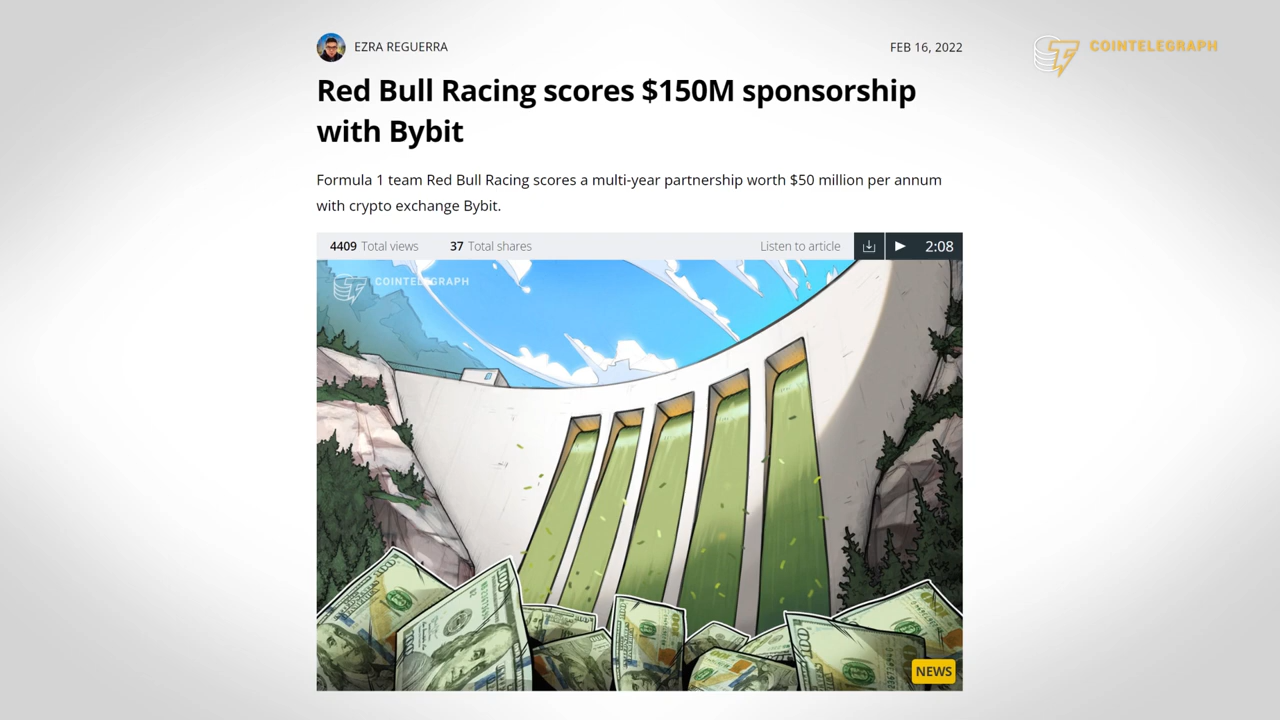 EZRA REGUERRA
FEB 16, 2022
COINTELEGRAPH
Red Bull Racing scores $150M sponsorship
with Bybit
Formula 1 team Red Bull Racing scores a multi-year partnership worth $50 million per annum
with crypto exchange Bybit.
4409 Total views 37 Total shares Listen to article 2:08
COINTELEGRAPH
NEWS